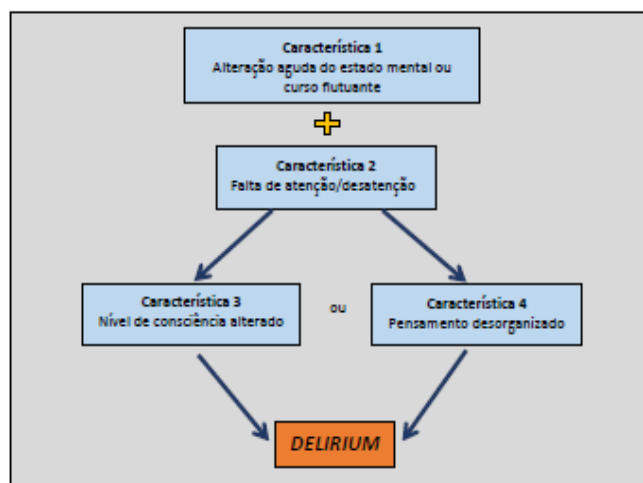 Característica 1
Alteração aguda do estado mental ou
curso flutuante
Característica 2
Falta de atenção/desatenção
Característica 3
Nível de consciência alterado
ou
Característica 4
Pensamento desorganizado
DELIRIUM